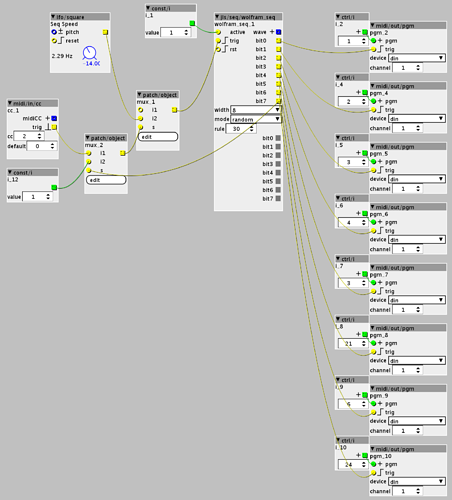 lfo/square
Seq Speed
pitch
reset
2.29 Hz
-14.00
const/i
i_1
value 1
jls/seq/wolfram_seq
wolfram_seq_1
active wave
trig bit0
rst bit1
bit2
bit3
bit4
bit5
bit6
bit7
width 8
mode random
rule 30
bit0
bit1
bit2
bit3
bit4
bit5
bit6
bit7
midi/in/cc
cc_1
midiCC
trig
cc 2
default 0
const/i
i_12
value 1
patch/object
mux_2
i1
i2
s
edit
patch/object
mux_1
i1
i2
s
edit
ctrl/i
i_2
1
midi/out/pgm
pgm_2
pgm
trig
device din
channel 1
ctrl/i
i_4
2
midi/out/pgm
pgm_4
pgm
trig
device din
channel 1
ctrl/i
i_5
3
midi/out/pgm
pgm_5
pgm
trig
device din
channel 1
ctrl/i
i_6
4
midi/out/pgm
pgm_6
pgm
trig
device din
channel 1
ctrl/i
i_7
3
midi/out/pgm
pgm_7
pgm
trig
device din
channel 1
ctrl/i
i_8
21
midi/out/pgm
pgm_8
pgm
trig
device din
channel 1
ctrl/i
i_9
6
midi/out/pgm
pgm_9
pgm
trig
device din
channel 1
ctrl/i
i_10
24
midi/out/pgm
pgm_10
pgm
trig
device din
channel 1